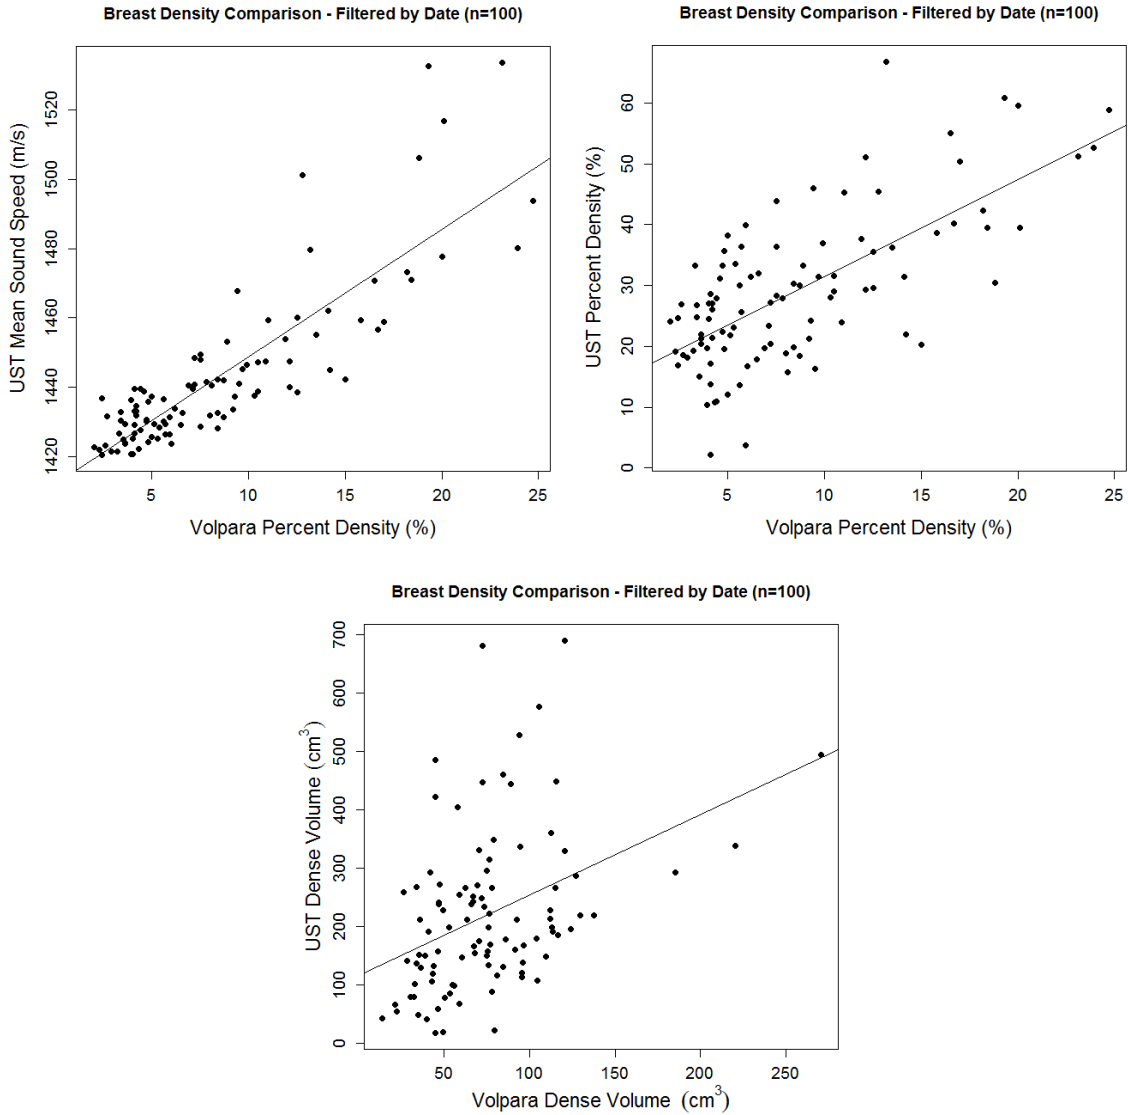 Breast Density Comparison - Filtered by Date (n=100)
UST Mean Sound Speed (m/s)
1520
1500
1480
1460
1440
1420
5 10 15 20 25
Volpara Percent Density (%)
Breast Density Comparison - Filtered by Date (n=100)
UST Percent Density (%)
60
50
40
30
20
10
0
5 10 15 20 25
Volpara Percent Density (%)
Breast Density Comparison - Filtered by Date (n=100)
UST Dense Volume (cm³)
700
600
500
400
300
200
100
0
50 100 150 200 250
Volpara Dense Volume (cm³)